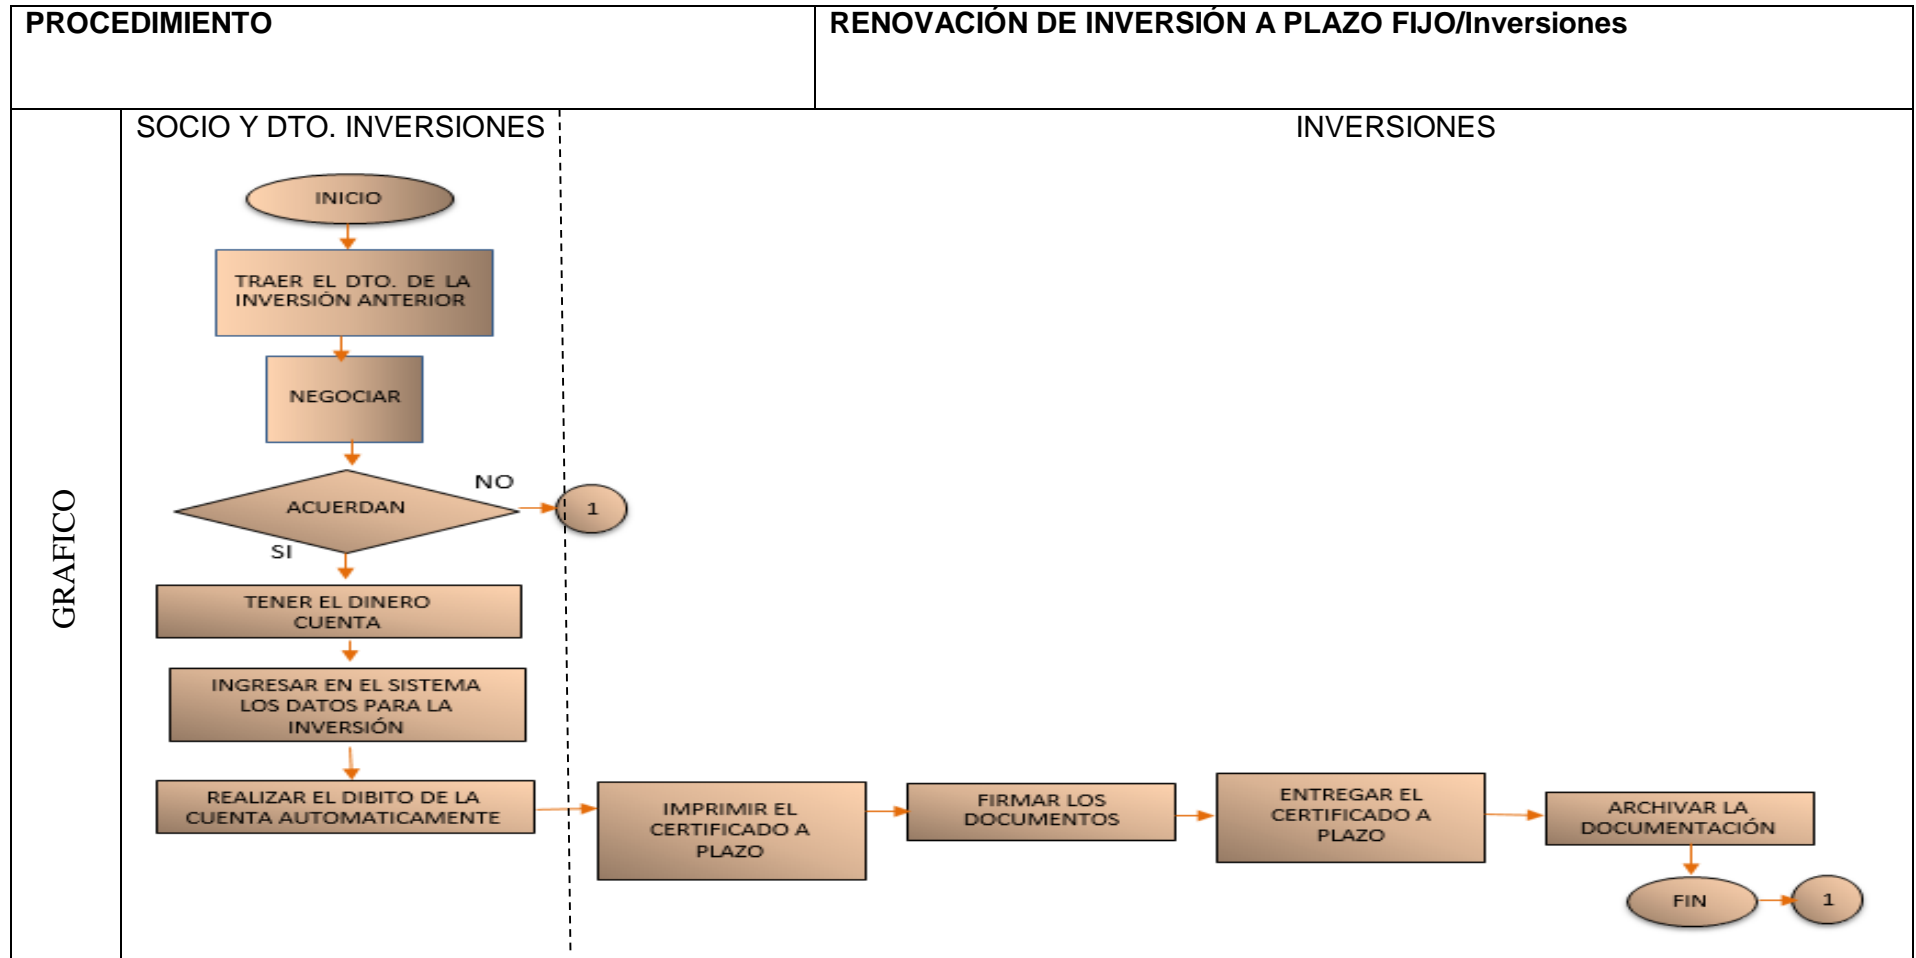 PROCEDIMIENTO
RENOVACIÓN DE INVERSIÓN A PLAZO FIJO/Inversiones
GRAFICO
SOCIO Y DTO. INVERSIONES
INVERSIONES
INICIO
TRAER EL DTO. DE LA
INVERSIÓN ANTERIOR
NEGOCIAR
ACUERDAN
NO
1
SI
TENER EL DINERO
CUENTA
INGRESAR EN EL SISTEMA
LOS DATOS PARA LA
INVERSIÓN
REALIZAR EL DIBITO DE LA
CUENTA AUTOMATICAMENTE
IMPRIMIR EL
CERTIFICADO A
PLAZO
FIRMAR LOS
DOCUMENTOS
ENTREGAR EL
CERTIFICADO A
PLAZO
ARCHIVAR LA
DOCUMENTACIÓN
FIN
1